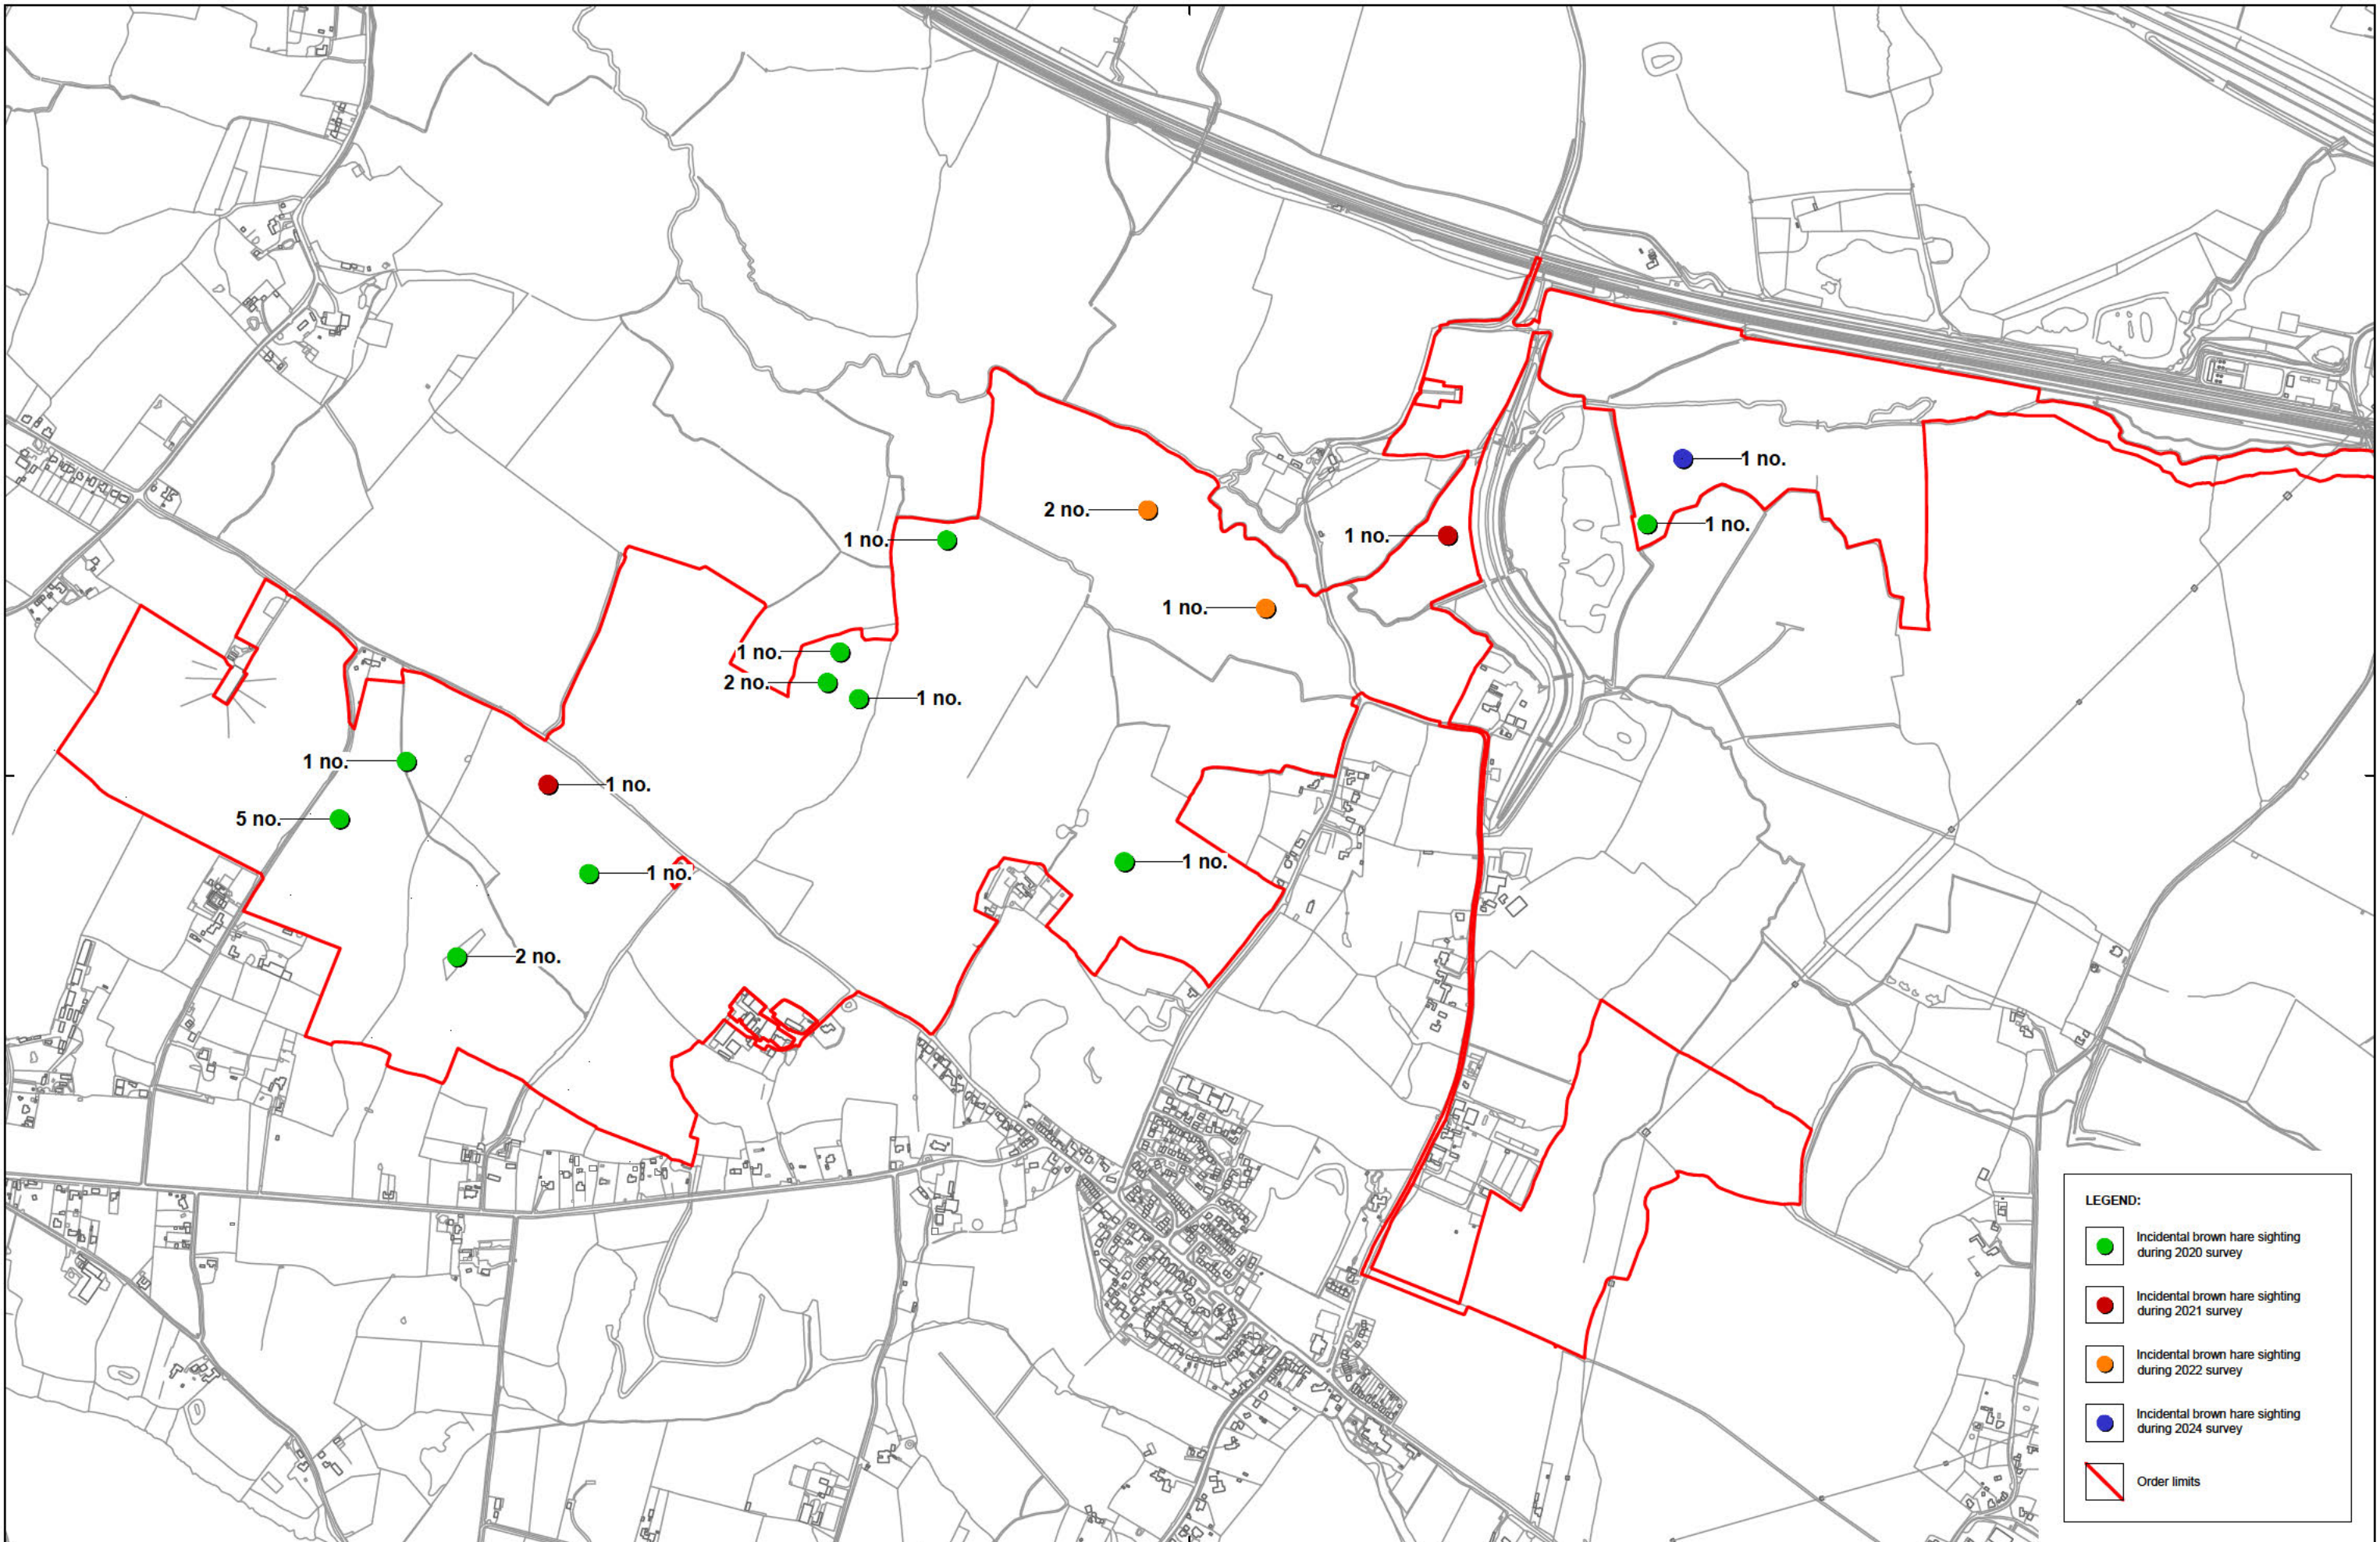 1 no.
2 no.
1 no.
1 no.
1 no.
1 no.
1 no.
2 no.
1 no.
1 no.
1 no.
5 no.
1 no.
1 no.
2 no.
LEGEND:
Incidental brown hare sighting
during 2020 survey
Incidental brown hare sighting
during 2021 survey
Incidental brown hare sighting
during 2022 survey
Incidental brown hare sighting
during 2024 survey
Order limits